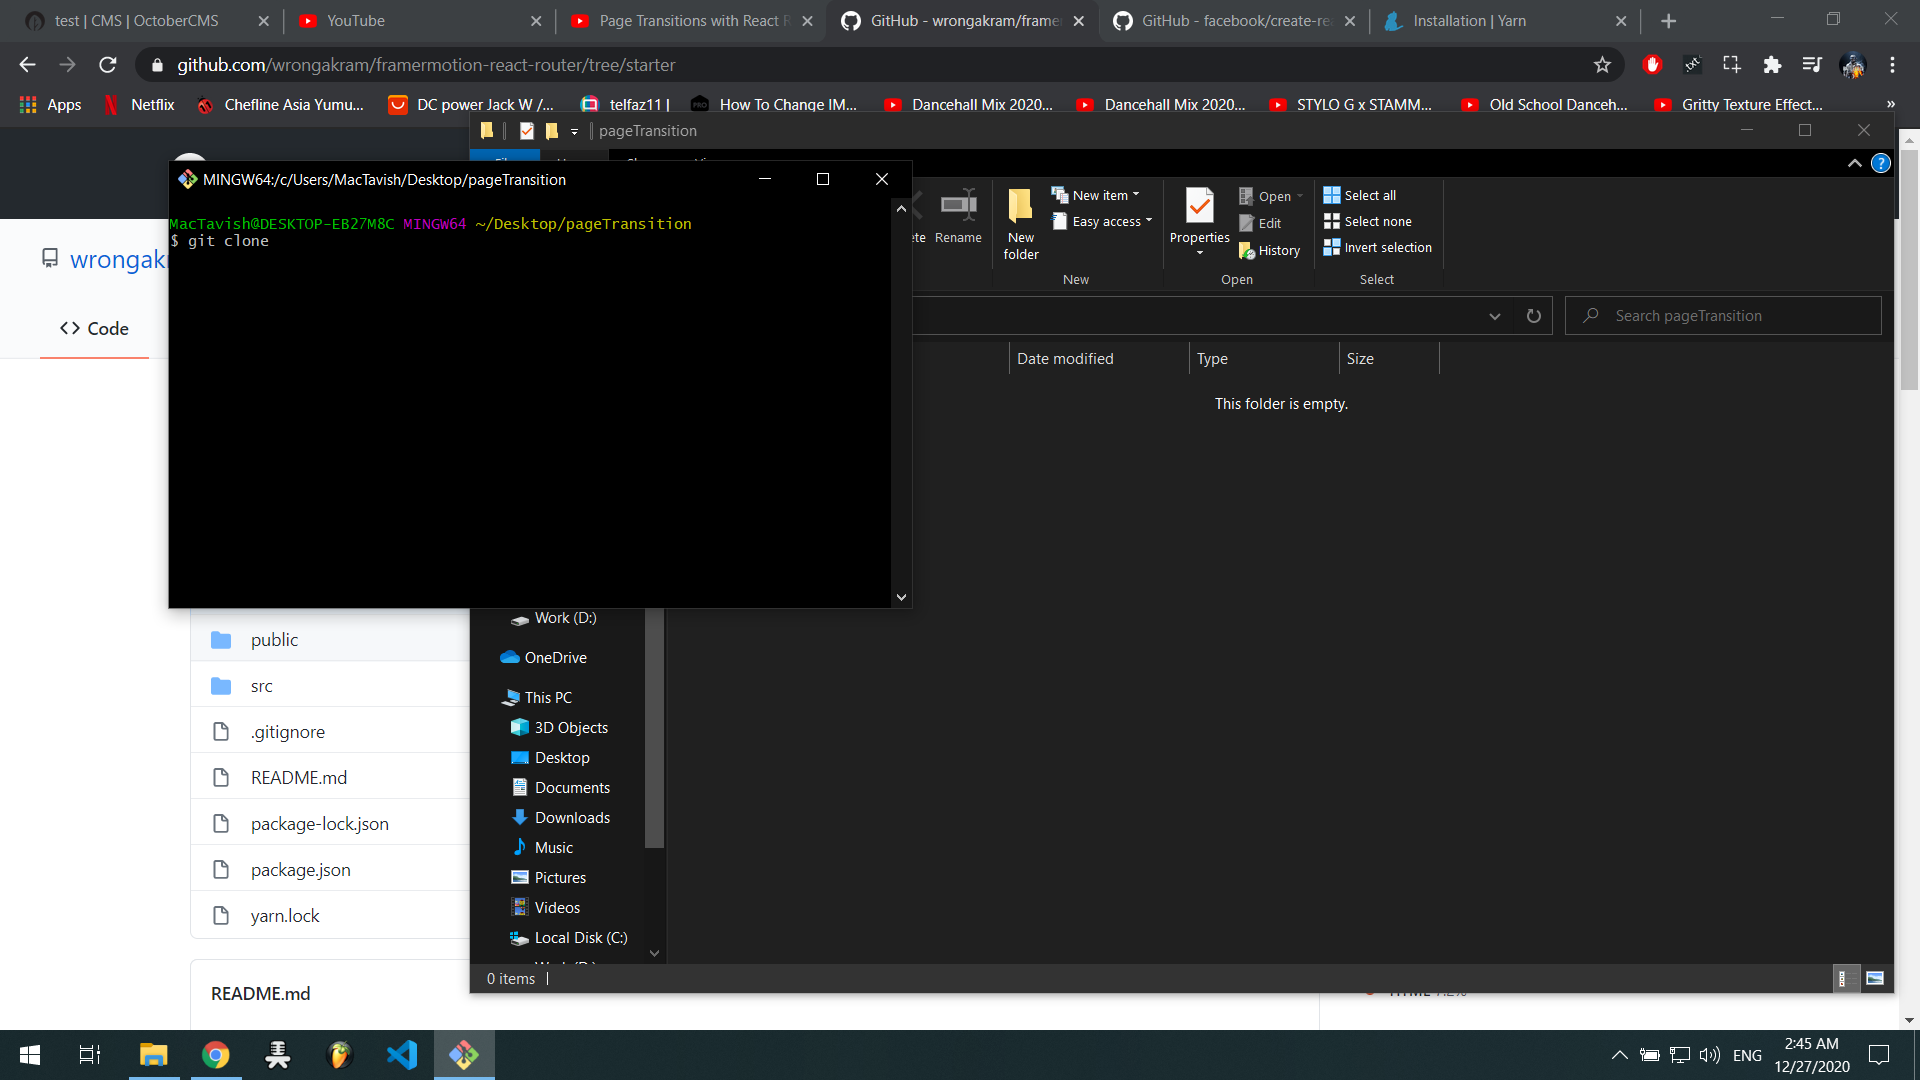 test | CMS | OctoberCMS
YouTube
Page Transitions with React R
GitHub - wrongakram/framer
GitHub - facebook/create-rea
Installation | Yarn
github.com/wrongakram/framermotion-react-router/tree/starter
Apps
Netflix
Chefline Asia Yumu...
DC power Jack W /...
telfaz11 |
How To Change IM...
Dancehall Mix 2020...
Dancehall Mix 2020...
STYLO G x STAMM...
Old School Danceh...
Gritty Texture Effect...
»
pageTransition
MINGW64:/c/Users/MacTavish/Desktop/pageTransition
MacTavish@DESKTOP-EB27M8C MINGW64 ~/Desktop/pageTransition
$ git clone
Rename
New folder
New item
Easy access
New
Properties
Open
Edit
History
Open
Select all
Select none
Invert selection
Select
Search pageTransition
Date modified
Type
Size
This folder is empty.
wrongak
Code
public
src
.gitignore
README.md
package-lock.json
package.json
yarn.lock
README.md
Work (D:)
OneDrive
This PC
3D Objects
Desktop
Documents
Downloads
Music
Pictures
Videos
Local Disk (C:)
0 items
ENG
2:45 AM
12/27/2020